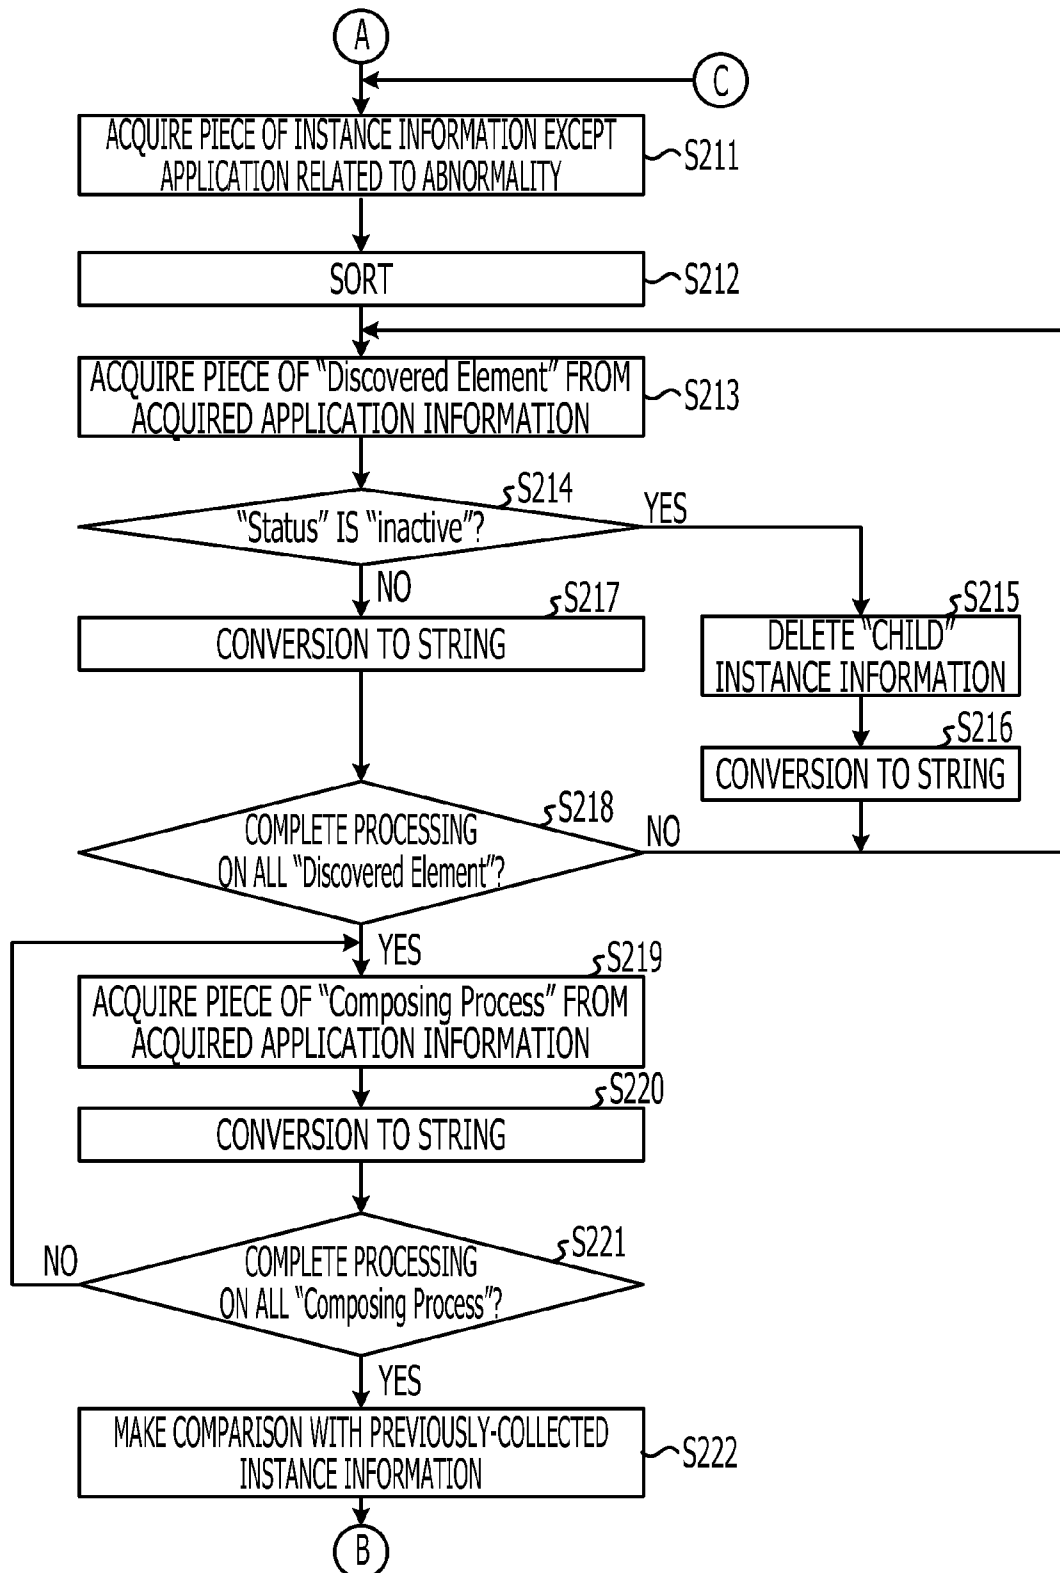 A
C
ACQUIRE PIECE OF INSTANCE INFORMATION EXCEPT
APPLICATION RELATED TO ABNORMALITY
S211
SORT
S212
ACQUIRE PIECE OF “Discovered Element” FROM
ACQUIRED APPLICATION INFORMATION
S213
S214
“Status” IS “inactive”?
YES
NO
S217
CONVERSION TO STRING
S215
DELETE “CHILD”
INSTANCE INFORMATION
S216
CONVERSION TO STRING
S218
COMPLETE PROCESSING
ON ALL “Discovered Element”?
NO
YES
S219
ACQUIRE PIECE OF “Composing Process” FROM
ACQUIRED APPLICATION INFORMATION
S220
CONVERSION TO STRING
S221
COMPLETE PROCESSING
ON ALL “Composing Process”?
NO
YES
MAKE COMPARISON WITH PREVIOUSLY-COLLECTED
INSTANCE INFORMATION
S222
B